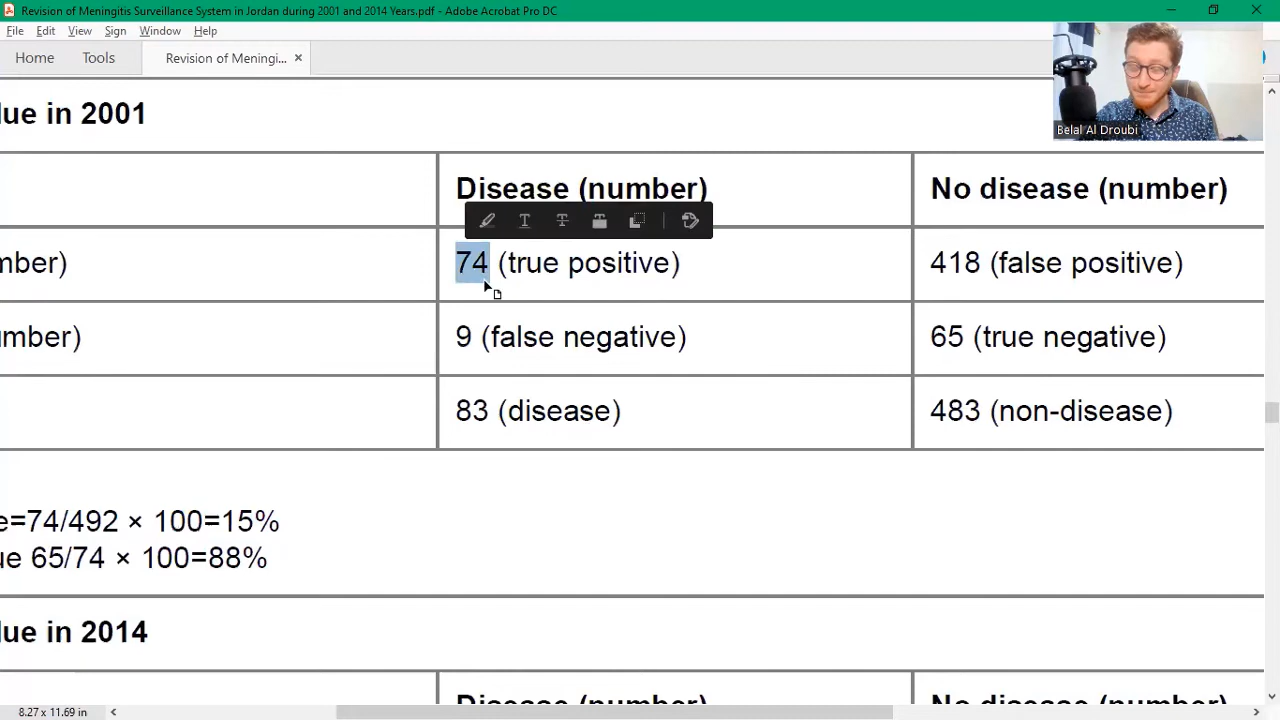 Revision of Meningitis Surveillance System in Jordan during 2001 and 2014 Years.pdf - Adobe Acrobat Pro DC
File Edit View Sign Window Help
Home Tools Revision of Meningi... ×
Belal Al Droubi
lue in 2001
Disease (number) No disease (number)
mber) 74 (true positive) 418 (false positive)
umber) 9 (false negative) 65 (true negative)
83 (disease) 483 (non-disease)
e=74/492 × 100=15%
ue 65/74 × 100=88%
lue in 2014
Disease (number) No disease (number)
8.27 x 11.69 in